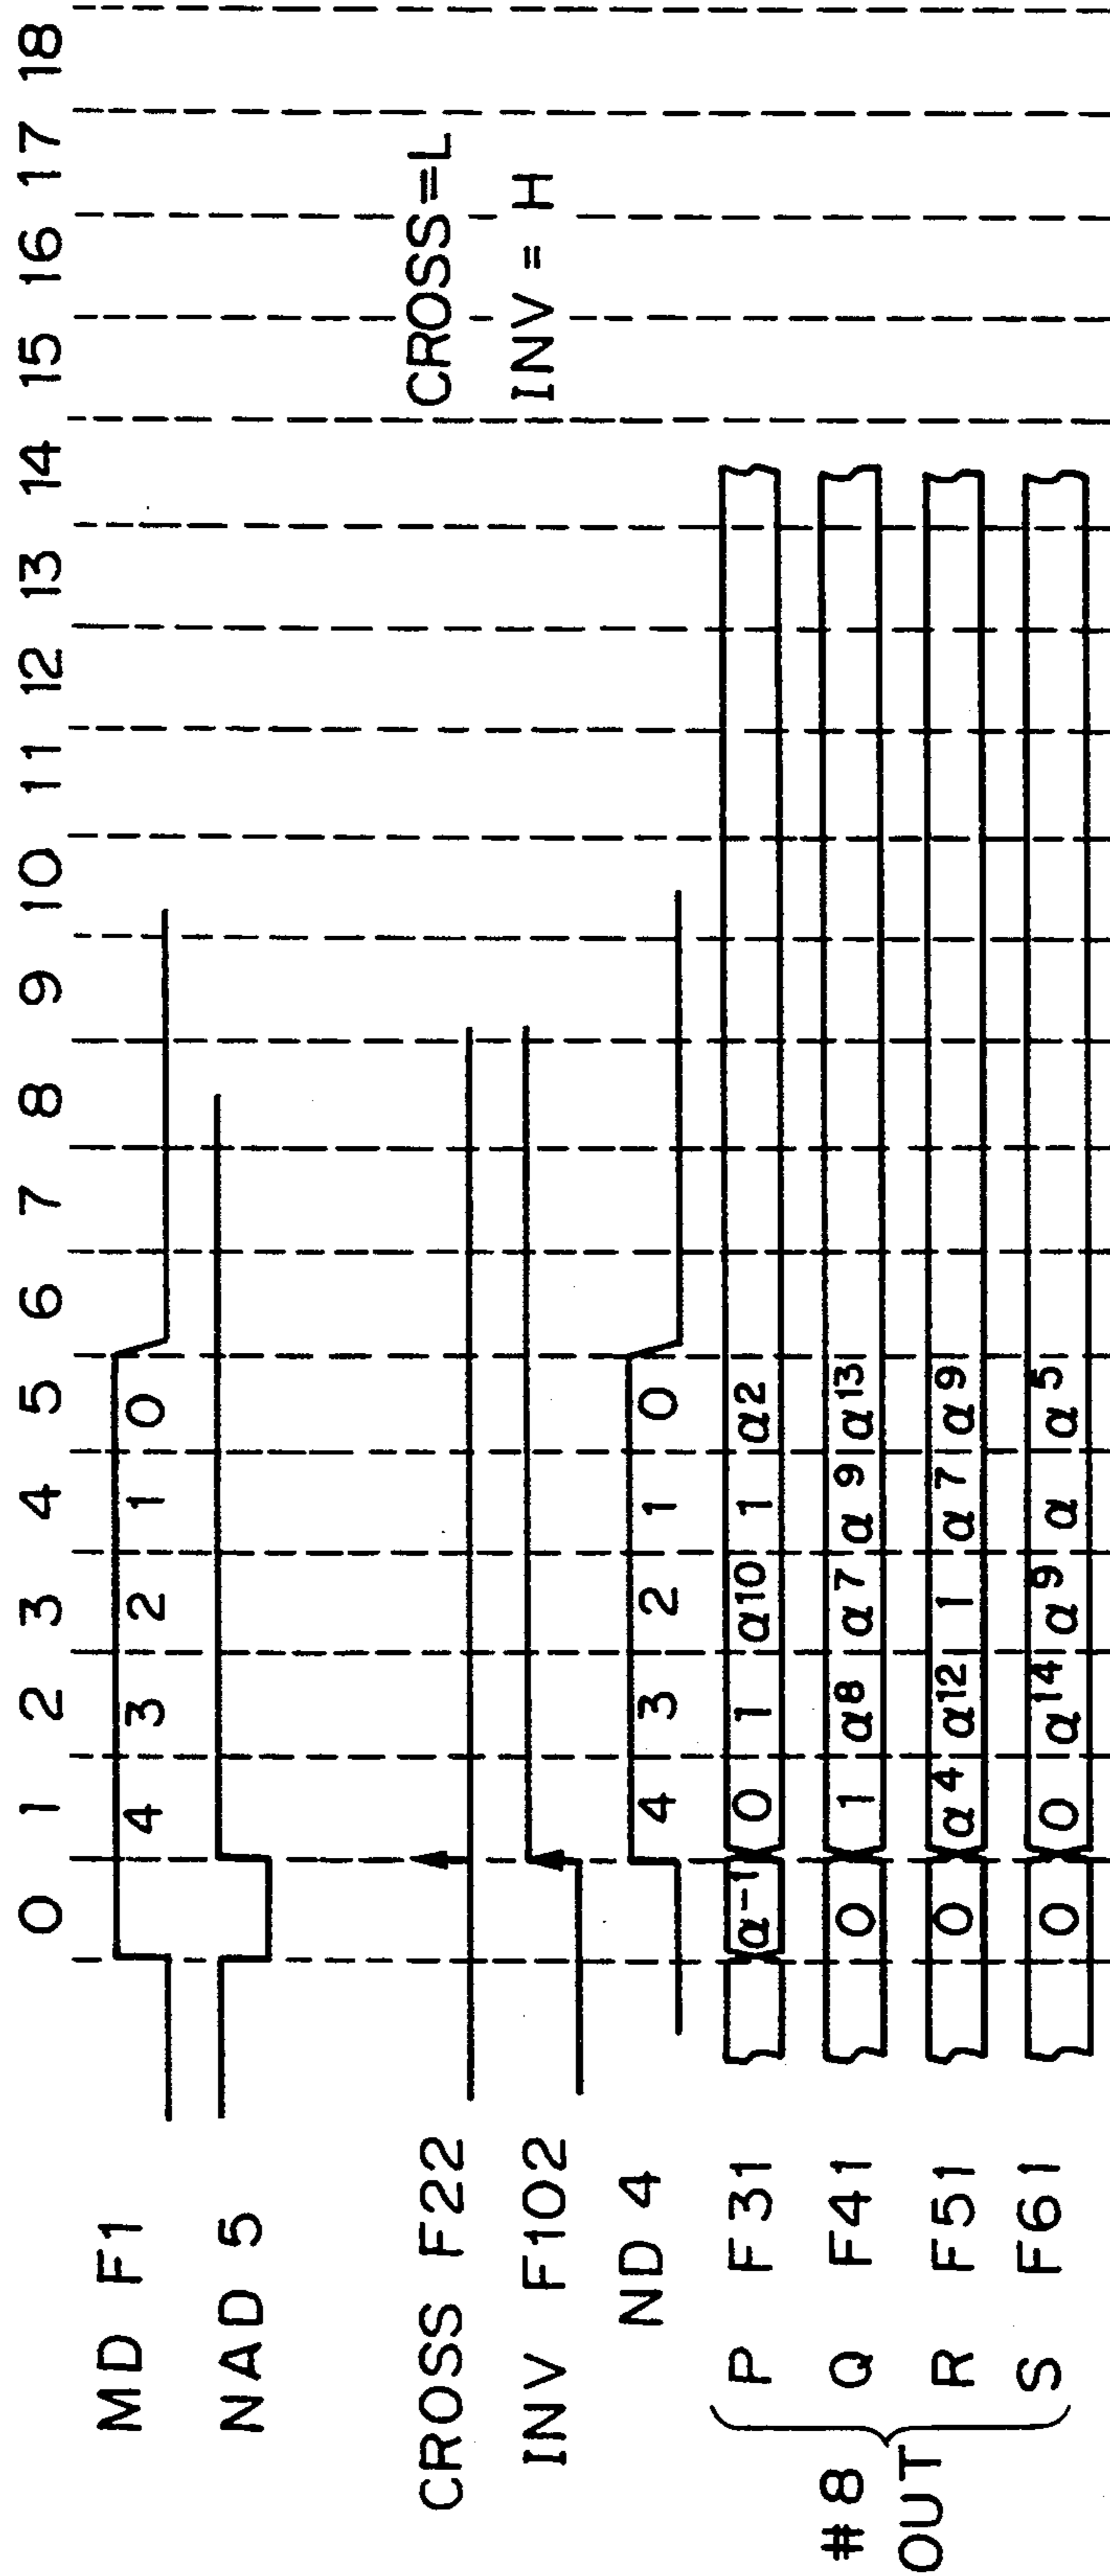 0 1 2 3 4 5 6 7 8 9 10 11 12 13 14 15 16 17 18
MD F1 4 3 2 1 0
NAD 5
CROSS F22 CROSS=L
INV F102 INV = H
ND 4 4 3 2 1 0
#8 OUT
P F31 α-1 0 1 α10 1 α2
Q F41 0 1 α8 α7 α9 α13
R F51 0 α4 α12 1 α7 α9
S F61 0 0 α14 α9 α α5